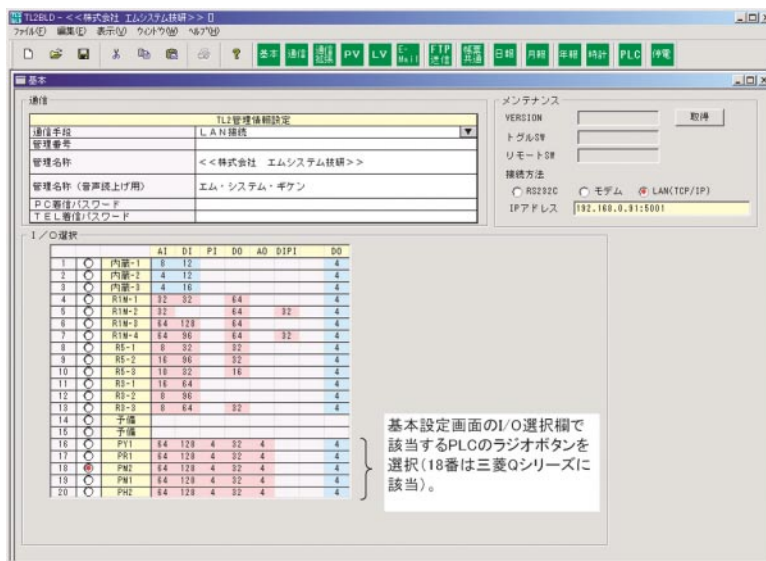 TL2BLD - <<株式会社 エムシステム技研>> []
ファイル(F) 編集(E) 表示(V) ウィンドウ(W) ヘルプ(H)
基本 通信 通信拡張 PV LV E-Mail FTP送信 帳票共通 日報 月報 年報 時計 PLC 停電
基本
通信
TL2管理情報設定
通信手段 LAN接続
管理番号
管理名称 <<株式会社 エムシステム技研>>
管理名称(音声読上げ用) エム・システム・ギケン
PC着信パスワード
TEL着信パスワード
メンテナンス
VERSION 取得
トグルSW
リモートSW
接続方法
RS232C モデム LAN(TCP/IP)
IPアドレス 192.168.0.91:5001
I/O選択
AI DI PI DO AO DIPI DO
1 内蔵-1 8 12 4
2 内蔵-2 4 12 4
3 内蔵-3 4 16 4
4 R1M-1 32 32 64 4
5 R1M-2 32 64 32 4
6 R1M-3 64 128 64 4
7 R1M-4 64 96 64 32 4
8 R5-1 8 32 32 4
9 R5-2 16 96 32 4
10 R5-3 18 32 16 4
11 R3-1 16 64 4
12 R3-2 8 96 4
13 R3-3 8 64 32 4
14 予備
15 予備
16 PY1 64 128 4 32 4 4
17 PR1 64 128 4 32 4 4
18 PM2 64 128 4 32 4 4
19 PM1 64 128 4 32 4 4
20 PH2 64 128 4 32 4 4
基本設定画面のI/O選択欄で
該当するPLCのラジオボタンを
選択(18番は三菱Qシリーズに
該当)。